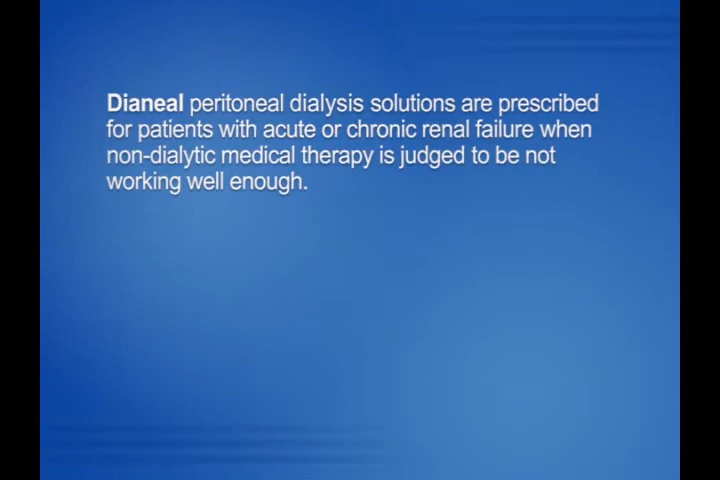 Dianeal peritoneal dialysis solutions are prescribed
for patients with acute or chronic renal failure when
non-dialytic medical therapy is judged to be not
working well enough.